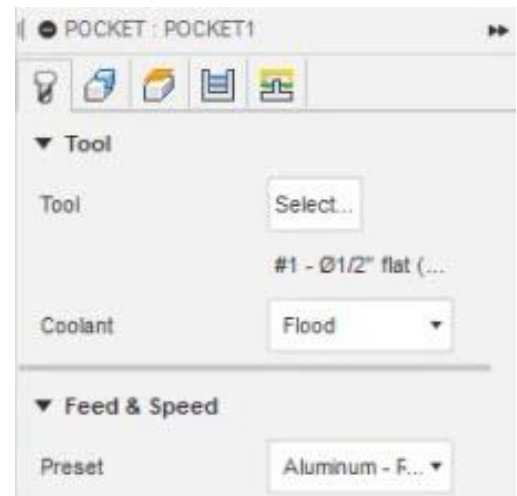 POCKET : POCKET1
Tool
Tool Select...
#1 - Ø1/2" flat (...
Coolant Flood
Feed & Speed
Preset Aluminum - F...